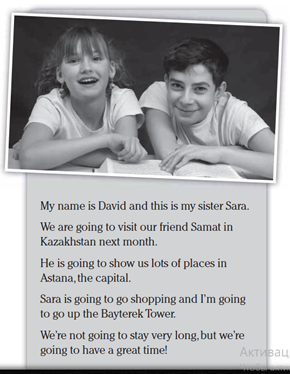 My name is David and this is my sister Sara.
We are going to visit our friend Samat in
Kazakhstan next month.
He is going to show us lots of places in
Astana, the capital.
Sara is going to go shopping and I'm going
to go up the Bayterek Tower.
We're not going to stay very long, but we're
going to have a great time!
Активац